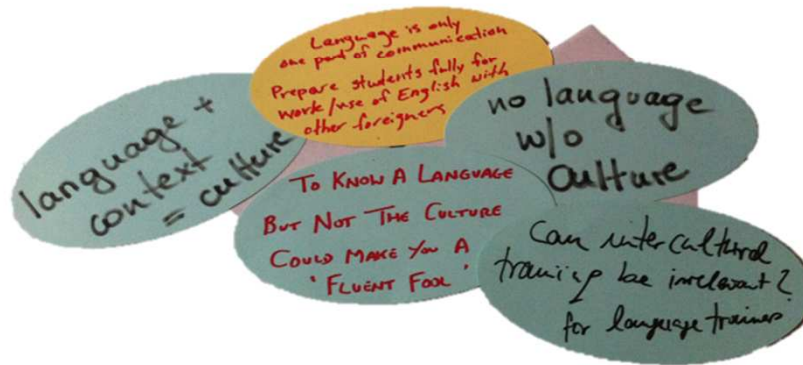 Language is only
one part of communication
Prepare students fully for
work/use of English with
other foreigners
language +
context
= culture
no language
w/o
culture
TO KNOW A LANGUAGE
BUT NOT THE CULTURE
COULD MAKE YOU A
'FLUENT FOOL'
Can intercultural
training be irrelevant?
for language trainers